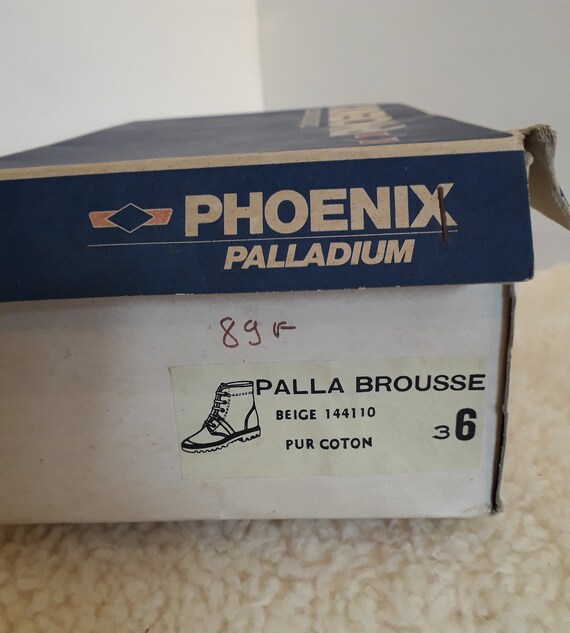 PHOENIX
PALLADIUM
89F
PALLA BROUSSE
BEIGE 144110
PUR COTON
36